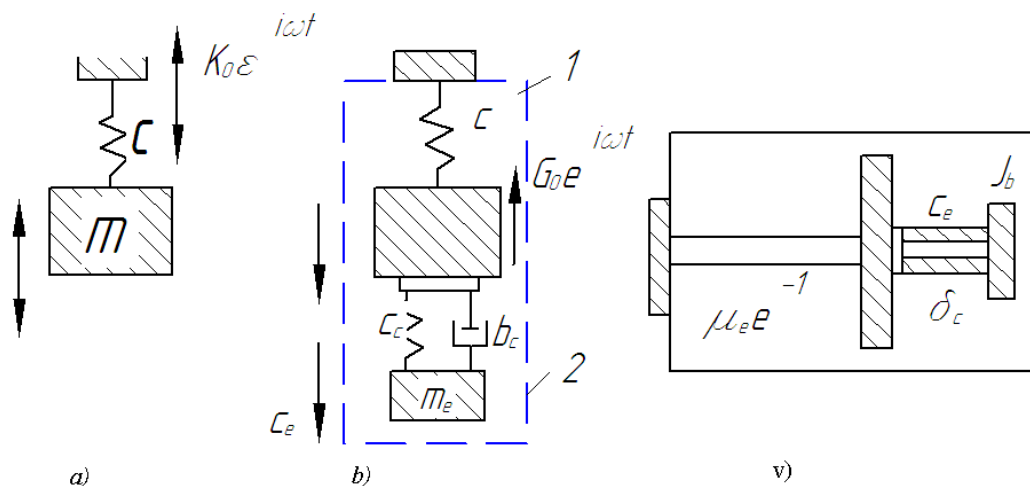 K₀ε^iωt
C
m
a)
1
c
G₀e^iωt
c_c
b_c
m_e
c_e
2
b)
J_b
c_e
μ_e e^-1
δ_c
v)